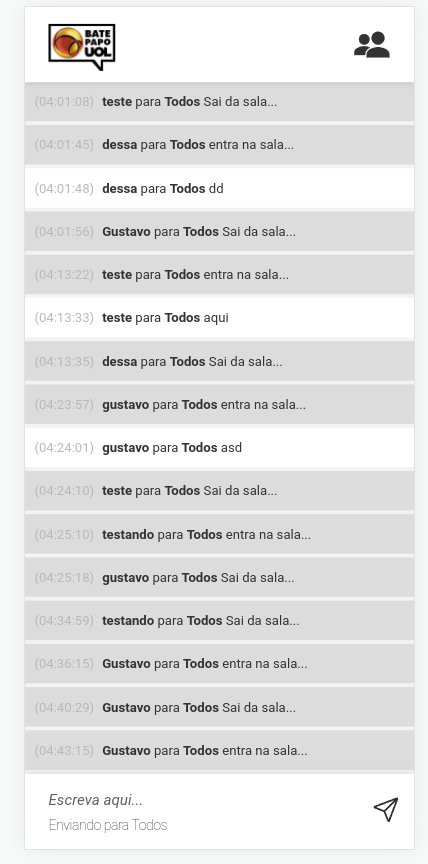 BATE
PAPO
UOL
(04:01:08) teste para Todos Sai da sala...
(04:01:45) dessa para Todos entra na sala...
(04:01:48) dessa para Todos dd
(04:01:56) Gustavo para Todos Sai da sala...
(04:13:22) teste para Todos entra na sala...
(04:13:33) teste para Todos aqui
(04:13:35) dessa para Todos Sai da sala...
(04:23:57) gustavo para Todos entra na sala...
(04:24:01) gustavo para Todos asd
(04:24:10) teste para Todos Sai da sala...
(04:25:10) testando para Todos entra na sala...
(04:25:18) gustavo para Todos Sai da sala...
(04:34:59) testando para Todos Sai da sala...
(04:36:15) Gustavo para Todos entra na sala...
(04:40:29) Gustavo para Todos Sai da sala...
(04:43:15) Gustavo para Todos entra na sala...
Escreva aqui...
Enviando para Todos